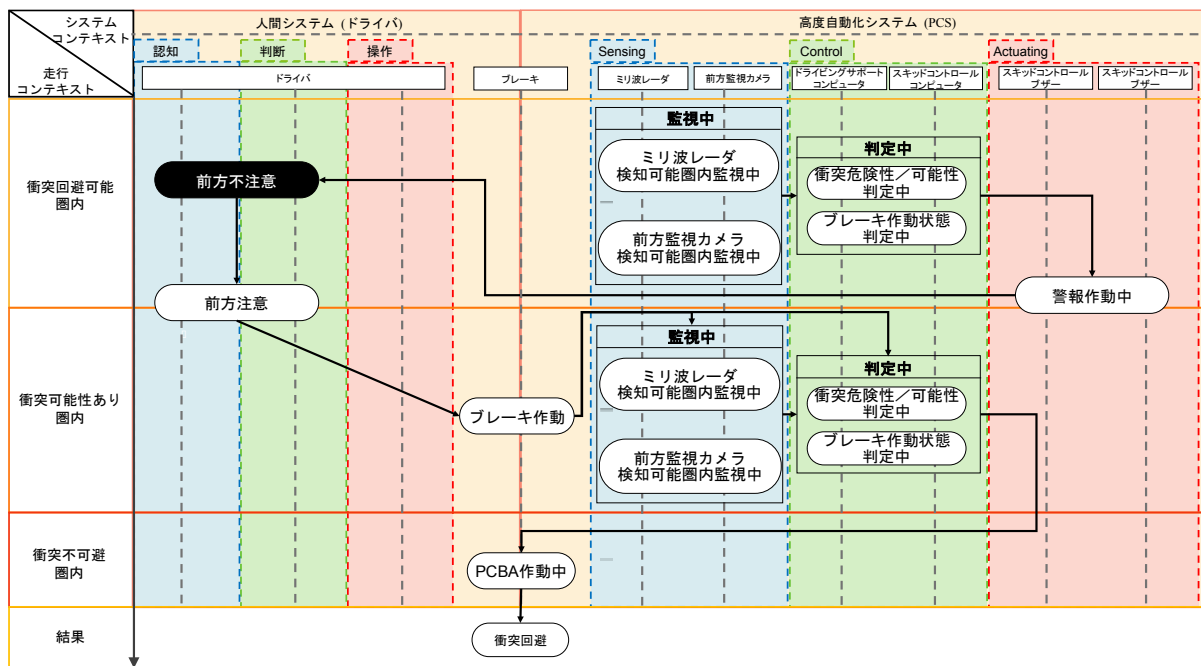 システム
コンテキスト
走行
コンテキスト
人間システム (ドライバ)
高度自動化システム (PCS)
認知
判断
操作
Sensing
Control
Actuating
ドライバ
ブレーキ
ミリ波レーダ
前方監視カメラ
ドライビングサポート
コンピュータ
スキッドコントロール
コンピュータ
スキッドコントロール
ブザー
スキッドコントロール
ブザー
衝突回避可能
圏内
前方不注意
前方注意
監視中
ミリ波レーダ
検知可能圏内監視中
前方監視カメラ
検知可能圏内監視中
判定中
衝突危険性／可能性
判定中
ブレーキ作動状態
判定中
警報作動中
衝突可能性あり
圏内
ブレーキ作動
監視中
ミリ波レーダ
検知可能圏内監視中
前方監視カメラ
検知可能圏内監視中
判定中
衝突危険性／可能性
判定中
ブレーキ作動状態
判定中
衝突不可避
圏内
PCBA作動中
結果
衝突回避